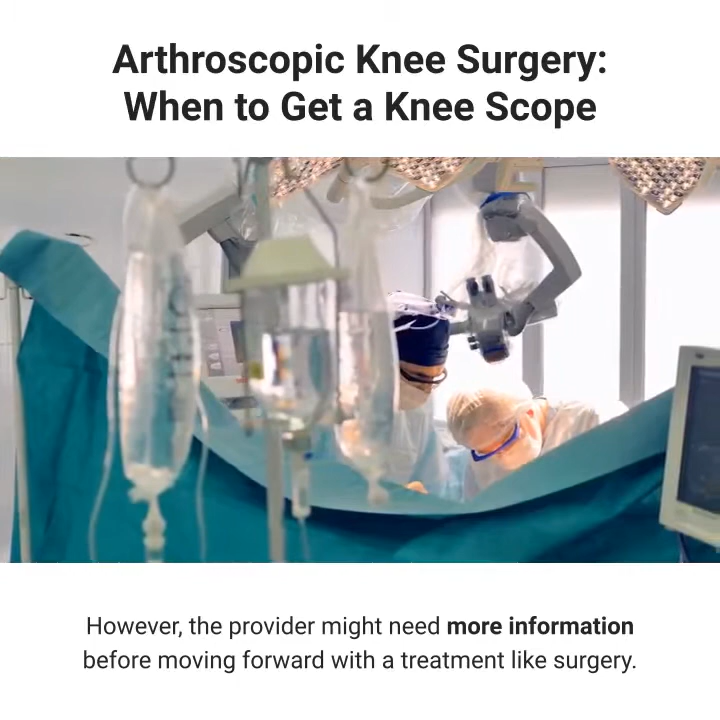 Arthroscopic Knee Surgery:
When to Get a Knee Scope
However, the provider might need more information
before moving forward with a treatment like surgery.